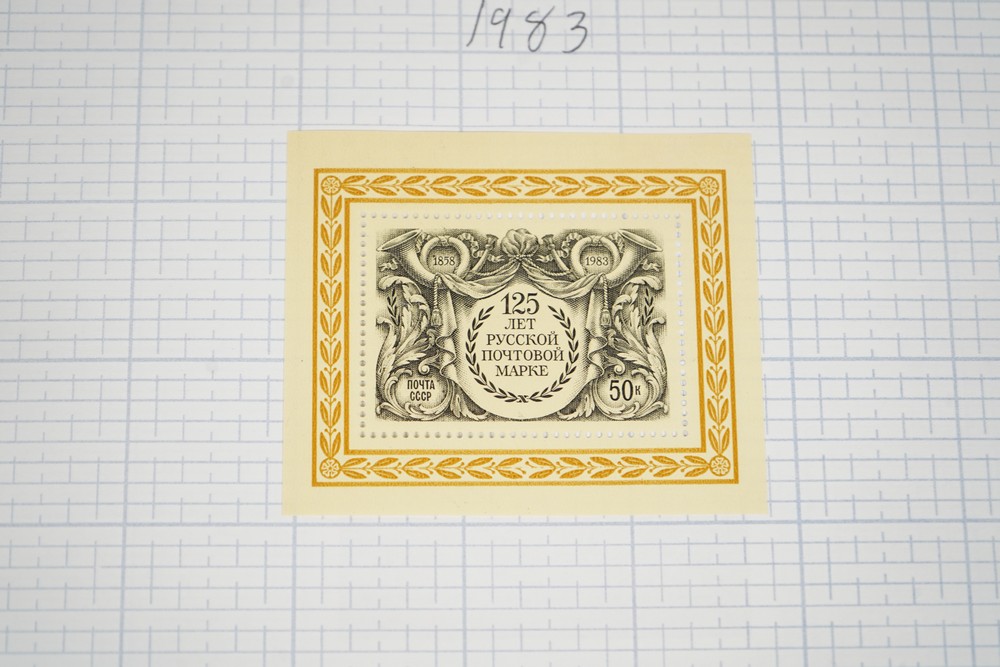 1983
1858 1983
125
ЛЕТ
РУССКОЙ
ПОЧТОВОЙ
МАРКЕ
ПОЧТА
СССР
50к